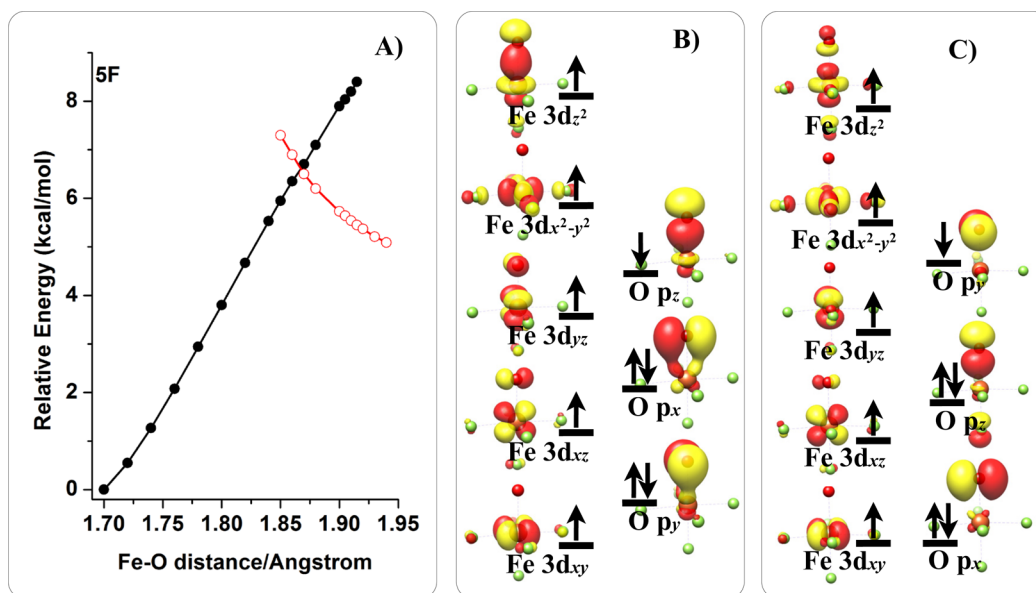 A)
5F
8
6
4
2
0
Relative Energy (kcal/mol)
1.70 1.75 1.80 1.85 1.90 1.95
Fe-O distance/Angstrom
B)
Fe 3dz²
Fe 3dx²-y²
O pz
Fe 3dyz
O px
Fe 3dxz
O py
Fe 3dxy
C)
Fe 3dz²
Fe 3dx²-y²
O py
Fe 3dyz
O pz
Fe 3dxz
Fe 3dxy
O px